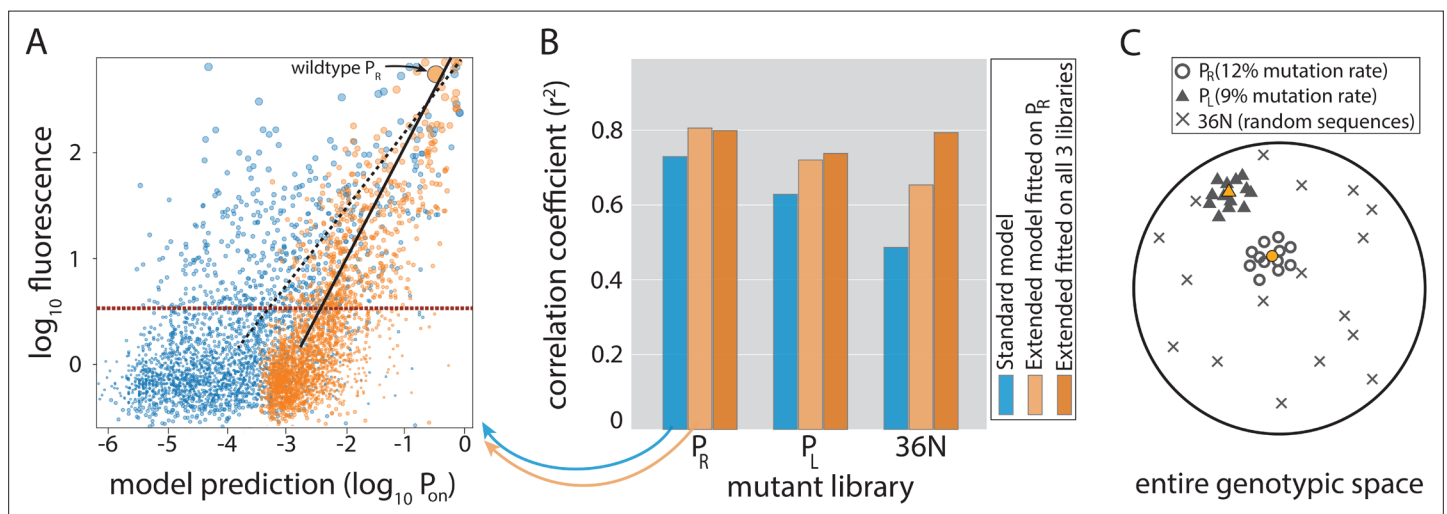 A
wildtype P_R
log_10 fluorescence
2
1
0
-6 -5 -4 -3 -2 -1 0
model prediction (log_10 P_on)
B
correlation coefficient (r²)
0.8
0.6
0.4
0.2
0
P_R P_L 36N
mutant library
Standard model
Extended model fitted on P_R
Extended fitted on all 3 libraries
C
P_R(12% mutation rate)
P_L(9% mutation rate)
36N (random sequences)
entire genotypic space